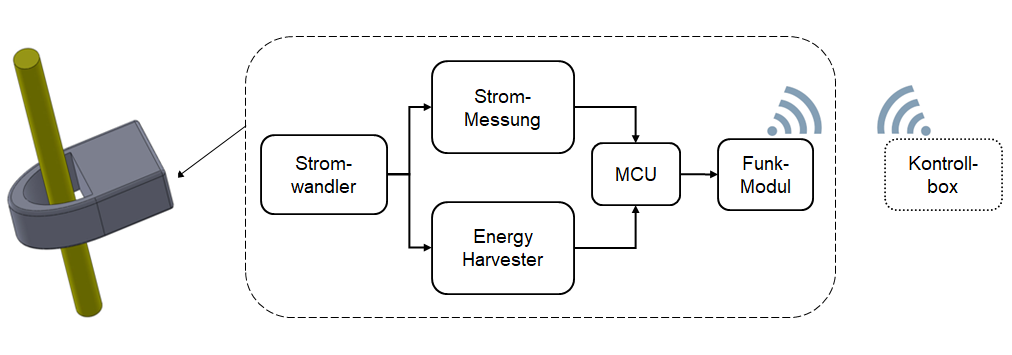 Strom-
wandler
Strom-
Messung
Energy
Harvester
MCU
Funk-
Modul
Kontroll-
box